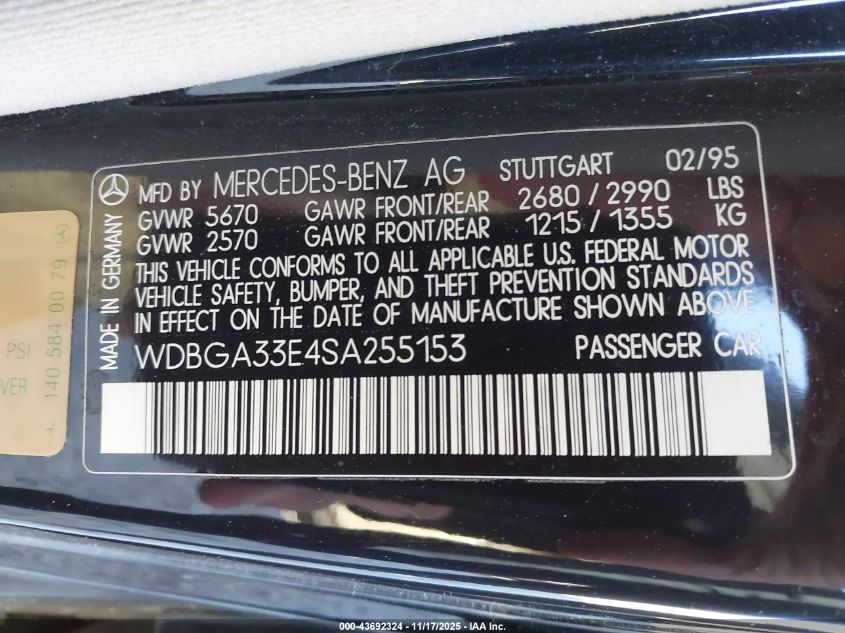 MFD BY MERCEDES-BENZ AG STUTTGART 02/95
GVWR 5670 GAWR FRONT/REAR 2680 / 2990 LBS
GVWR 2570 GAWR FRONT/REAR 1215 / 1355 KG
THIS VEHICLE CONFORMS TO ALL APPLICABLE U.S. FEDERAL MOTOR
VEHICLE SAFETY, BUMPER, AND THEFT PREVENTION STANDARDS
IN EFFECT ON THE DATE OF MANUFACTURE SHOWN ABOVE
WDBGA33E4SA255153 PASSENGER CAR
MADE IN GERMANY
PSI
VER
140 584 00 79
000-43692324 - 11/17/2025 - IAA Inc.